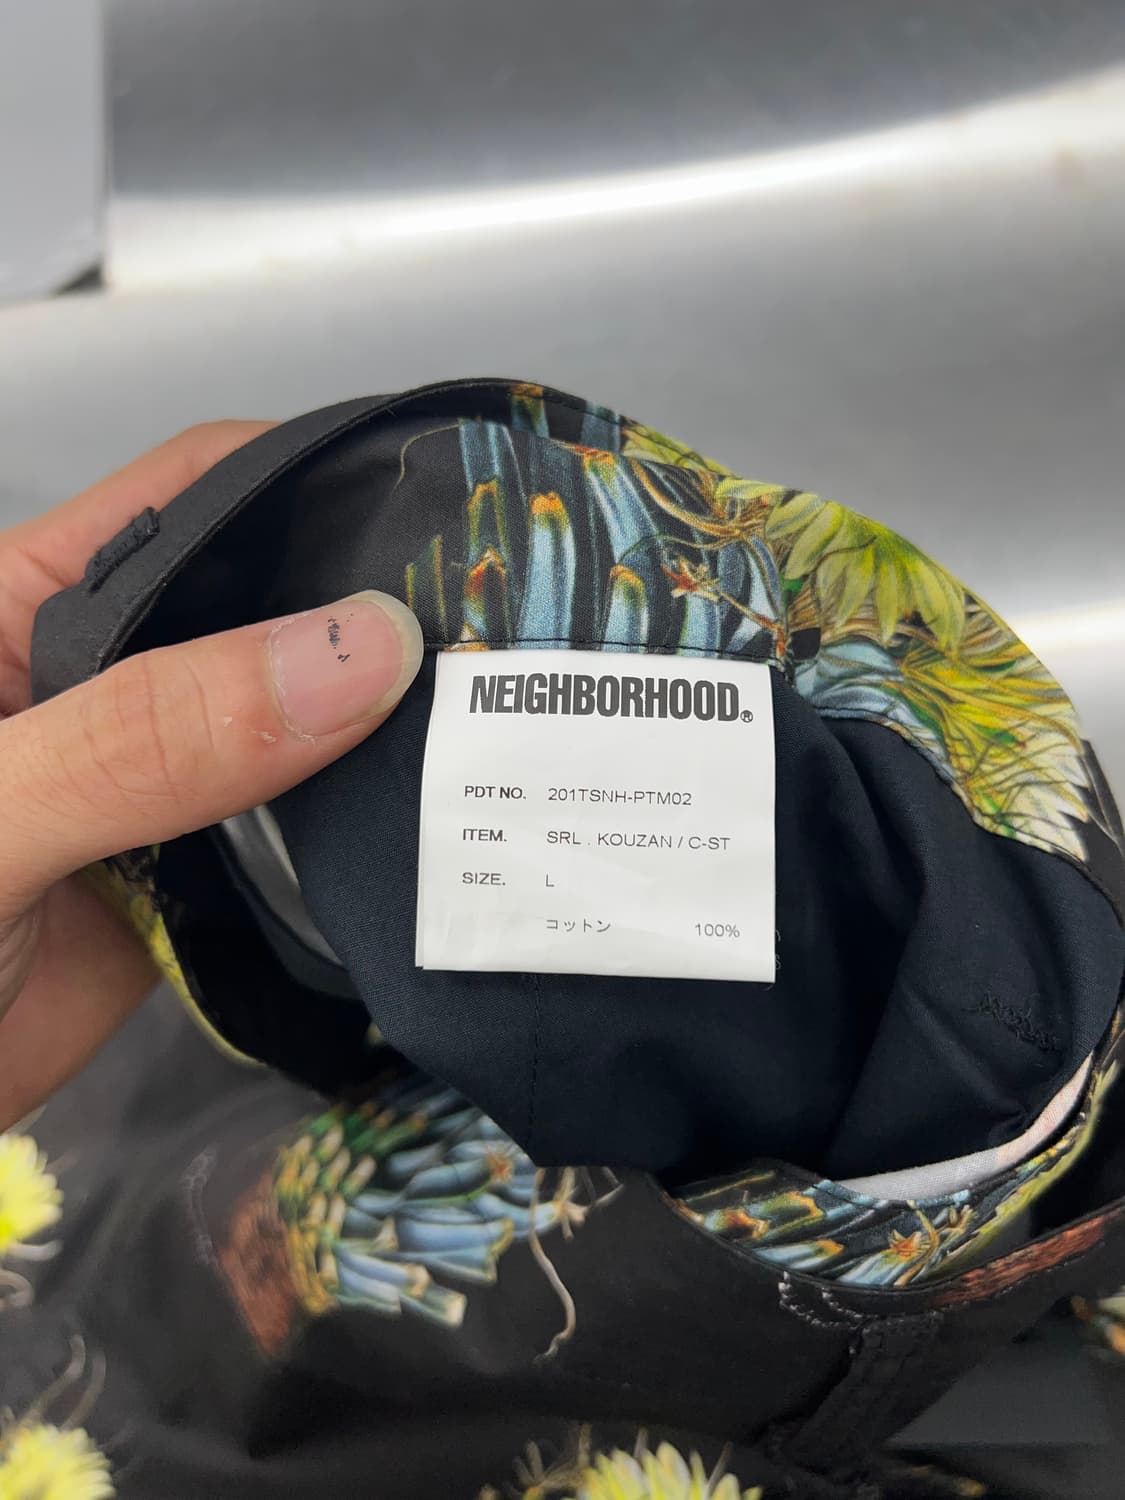 NEIGHBORHOOD®
PDT NO. 201TSNH-PTM02
ITEM. SRL . KOUZAN / C-ST
SIZE. L
コットン 100%